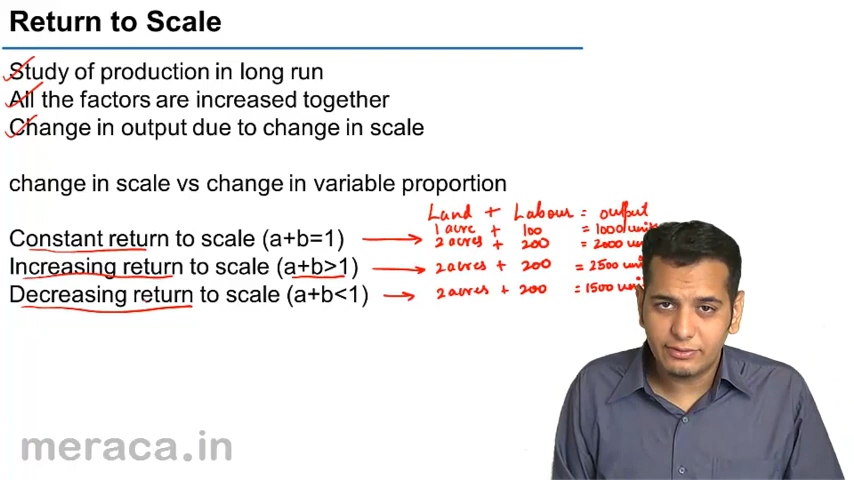 Return to Scale
Study of production in long run
All the factors are increased together
Change in output due to change in scale
change in scale vs change in variable proportion
Land + Labour = output
1 acre + 100 = 1000 units
Constant return to scale (a+b=1) → 2 acres + 200 = 2000
Increasing return to scale (a+b>1) → 2 acres + 200 = 2500
Decreasing return to scale (a+b<1) → 2 acres + 200 = 1500
meraca.in